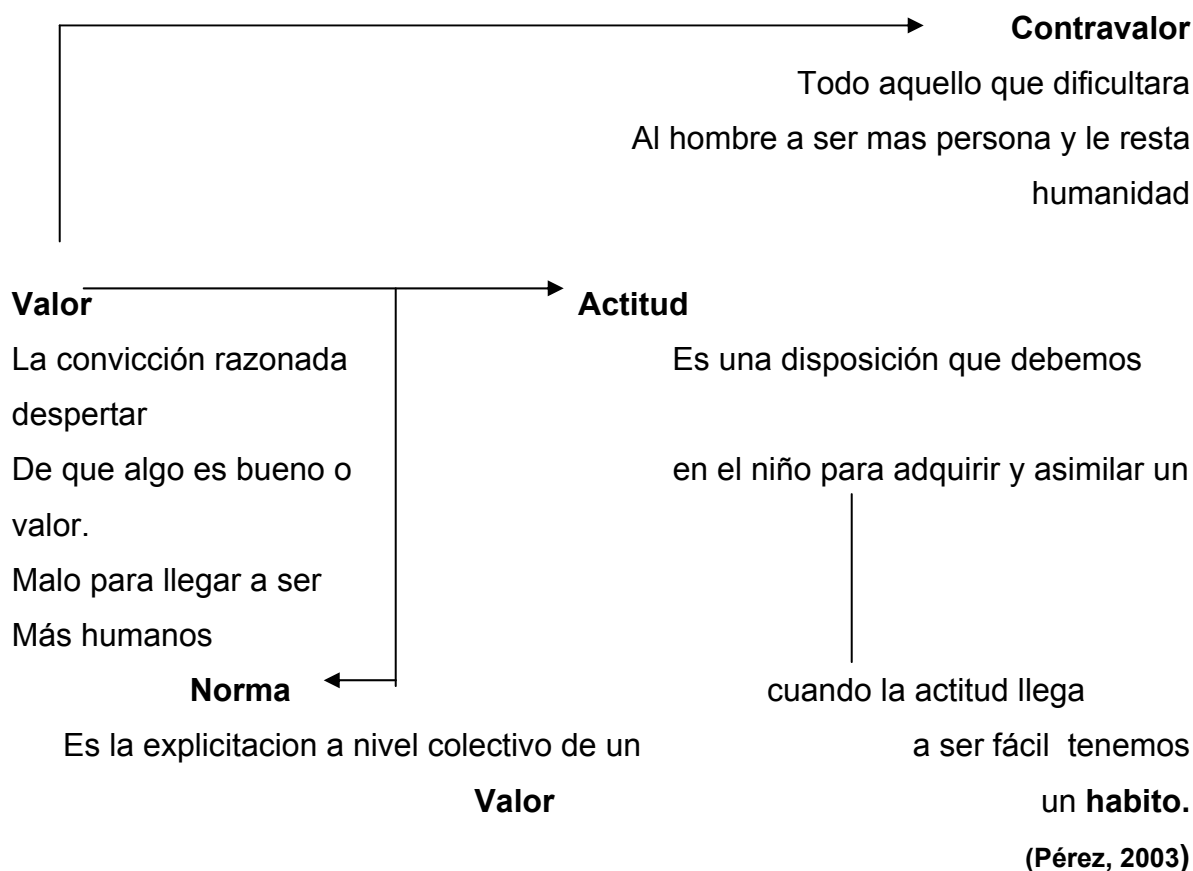 Contravalor
Todo aquello que dificultara
Al hombre a ser mas persona y le resta
humanidad
Valor Actitud
La convicción razonada Es una disposición que debemos
despertar
De que algo es bueno o en el niño para adquirir y asimilar un
valor.
Malo para llegar a ser
Más humanos
Norma cuando la actitud llega
Es la explicitacion a nivel colectivo de un a ser fácil tenemos
Valor un habito.
(Pérez, 2003)